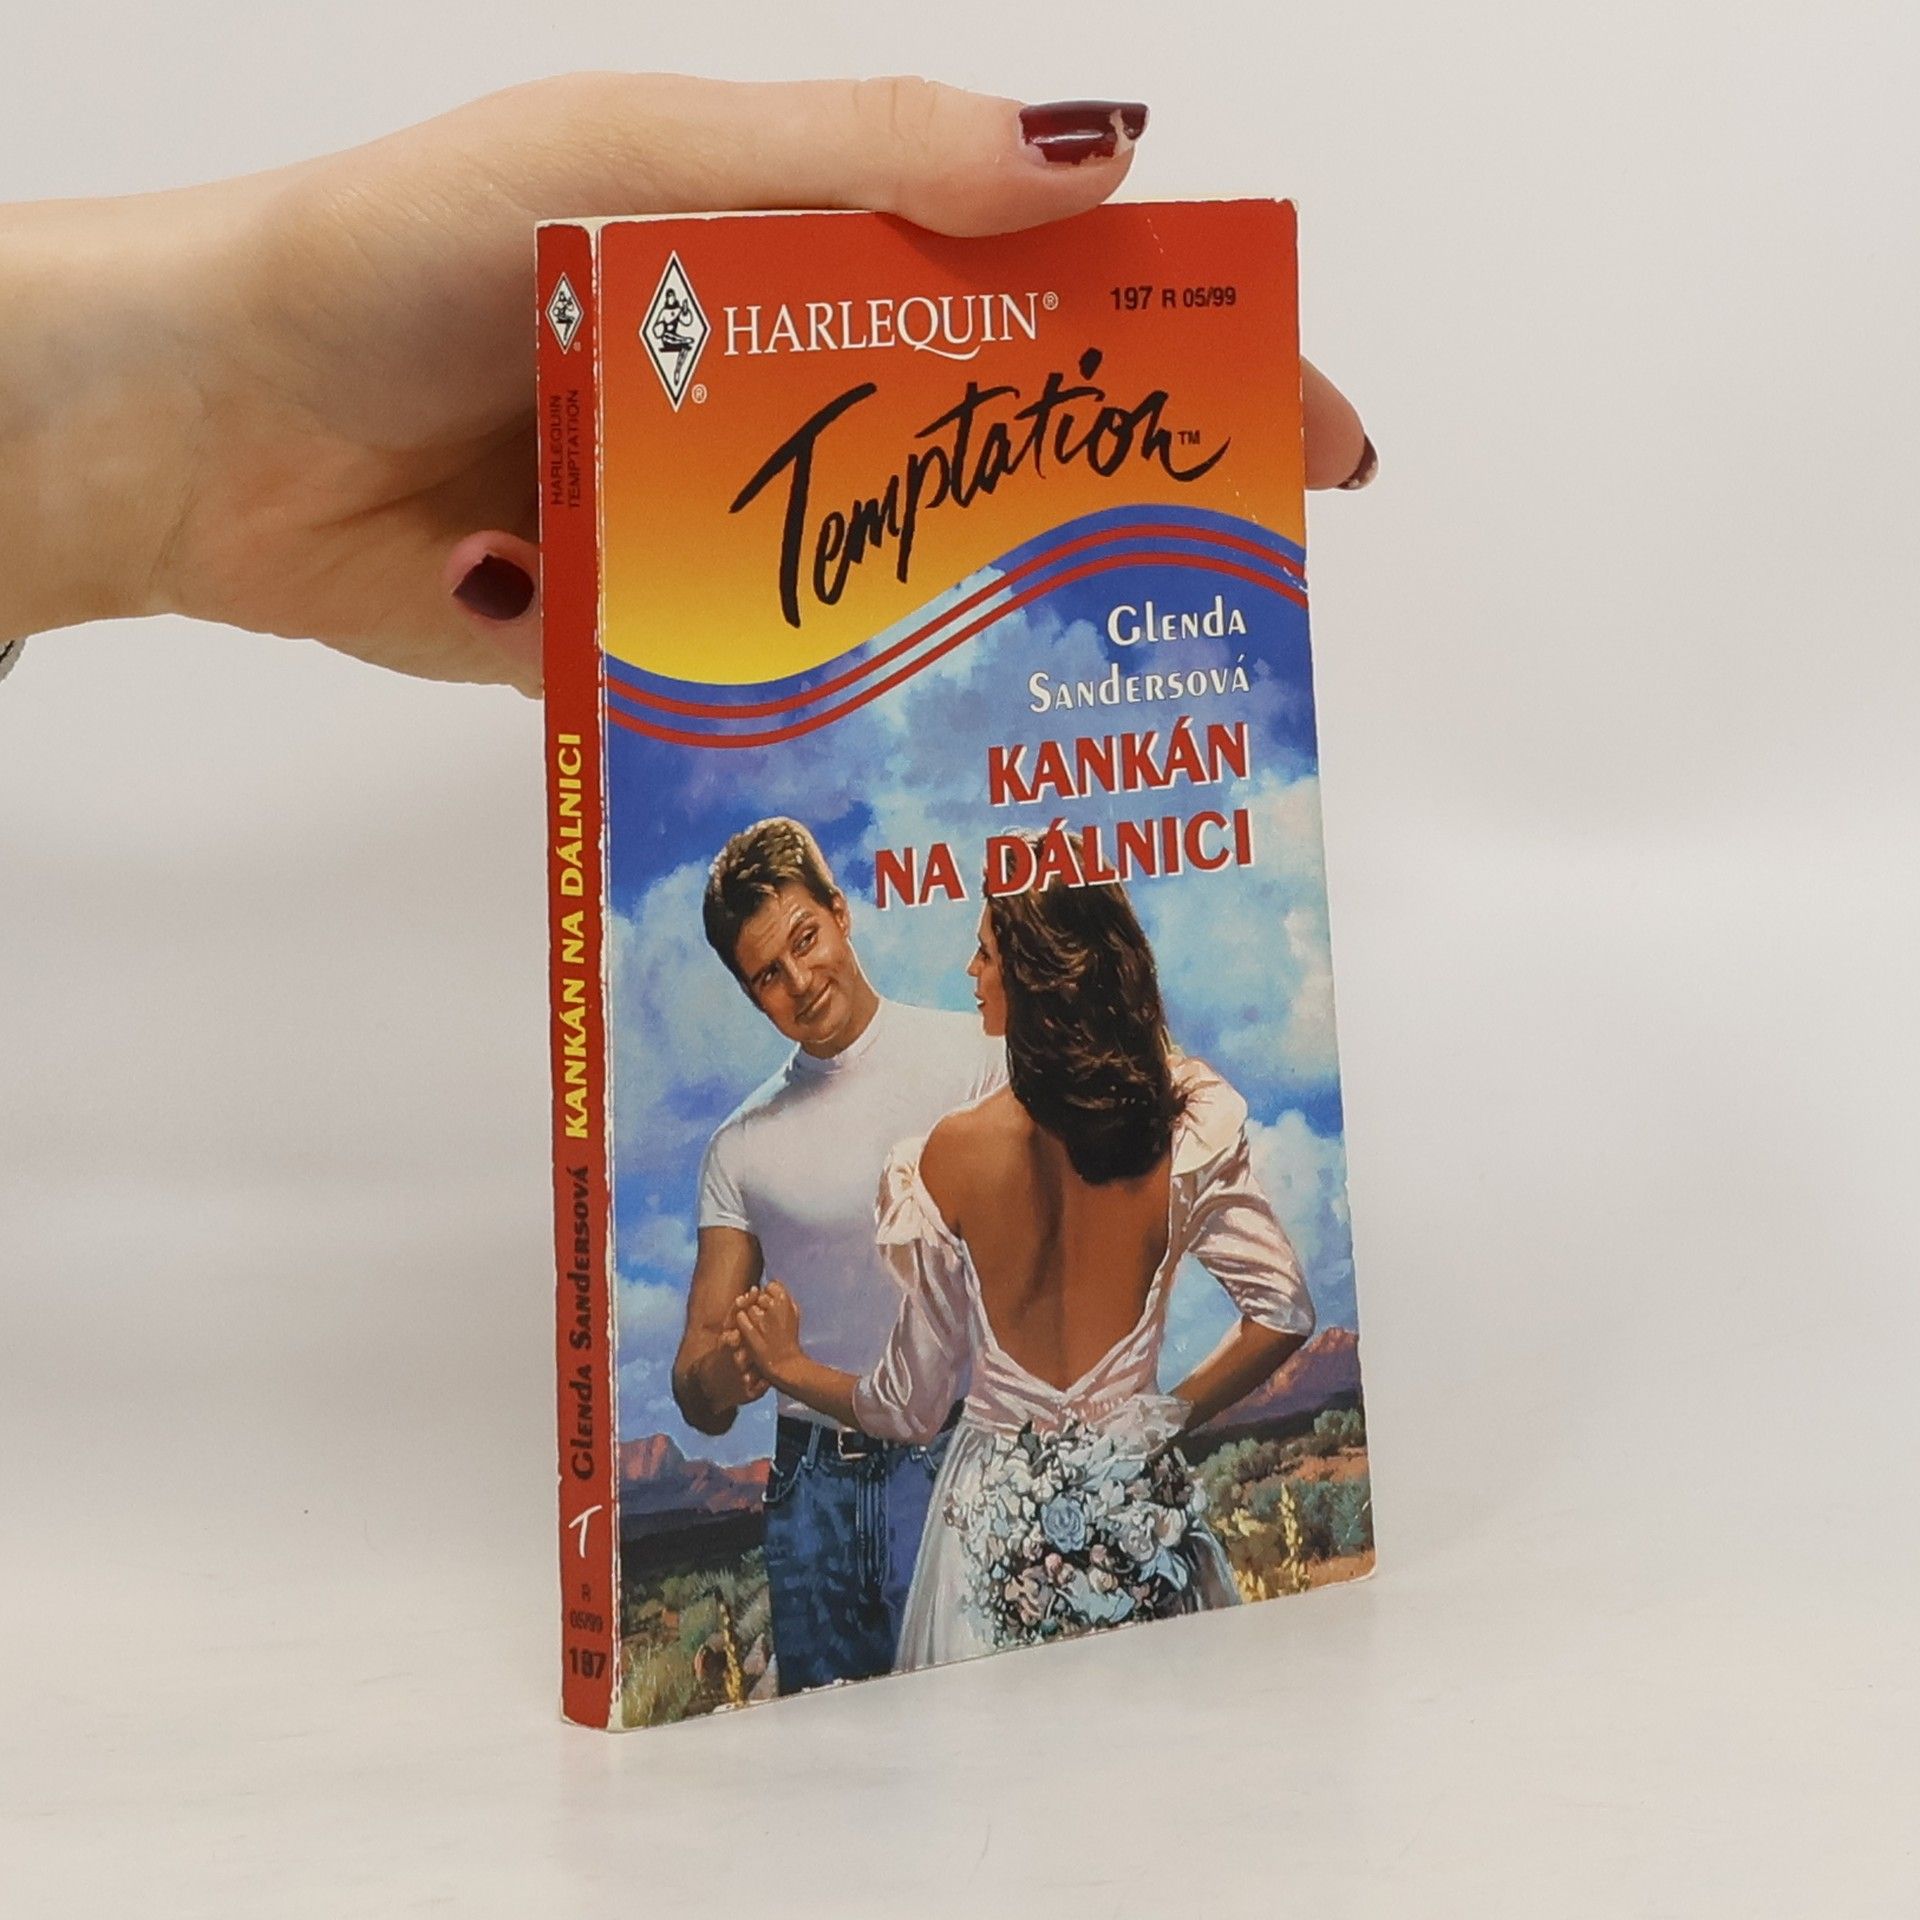 HARLEQUIN®
197 R 05/99
®
Temptation™
Glenda
Sandersová
KANKÁN
NA DÁLNICI
HARLEQUIN
TEMPTATION
KANKÁN NA DÁLNICI
Glenda Sandersová
T
R
05/99
197